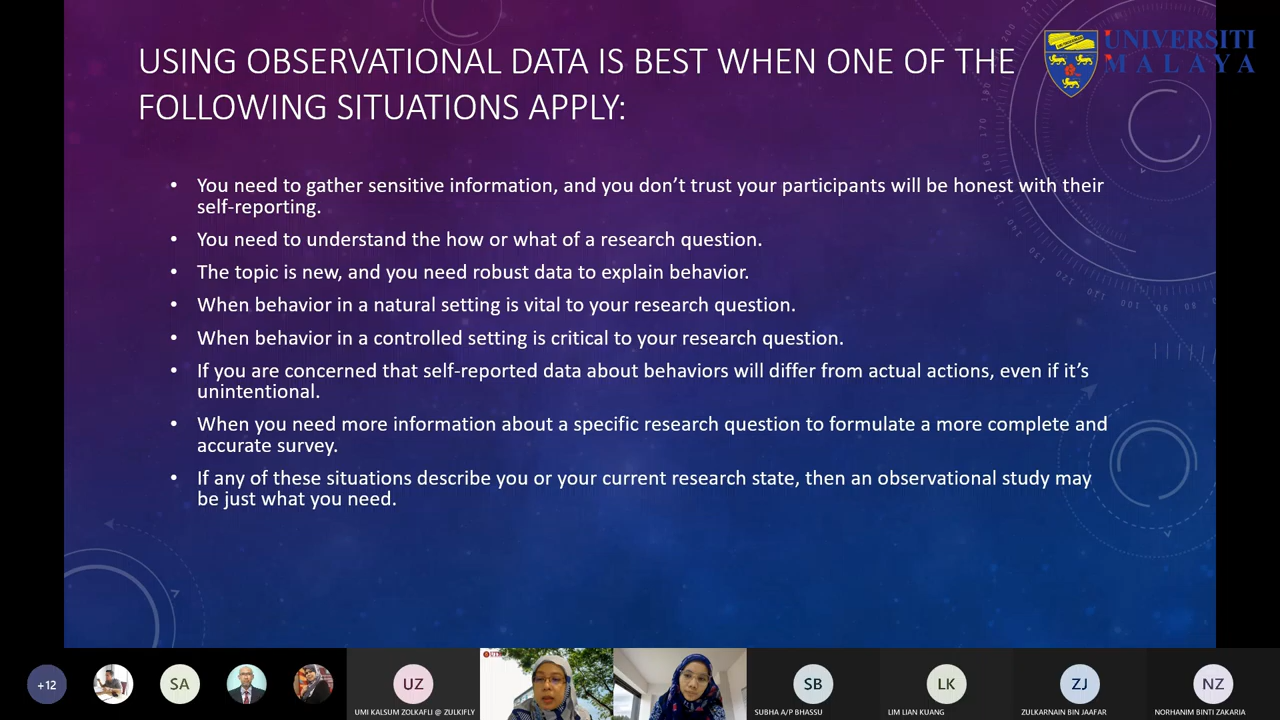 USING OBSERVATIONAL DATA IS BEST WHEN ONE OF THE
FOLLOWING SITUATIONS APPLY:
UNIVERSITI
MALAYA
• You need to gather sensitive information, and you don’t trust your participants will be honest with their
self-reporting.
• You need to understand the how or what of a research question.
• The topic is new, and you need robust data to explain behavior.
• When behavior in a natural setting is vital to your research question.
• When behavior in a controlled setting is critical to your research question.
• If you are concerned that self-reported data about behaviors will differ from actual actions, even if it’s
unintentional.
• When you need more information about a specific research question to formulate a more complete and
accurate survey.
• If any of these situations describe you or your current research state, then an observational study may
be just what you need.
+12
SA
UZ
UMI KALSUM ZOLKAFLI @ ZULKIFLY
SB
SUBHA A/P BHASSU
LK
LIM LIAN KUANG
ZJ
ZULKARNAIN BIN JAAFAR
NZ
NORHANIM BINTI ZAKARIA